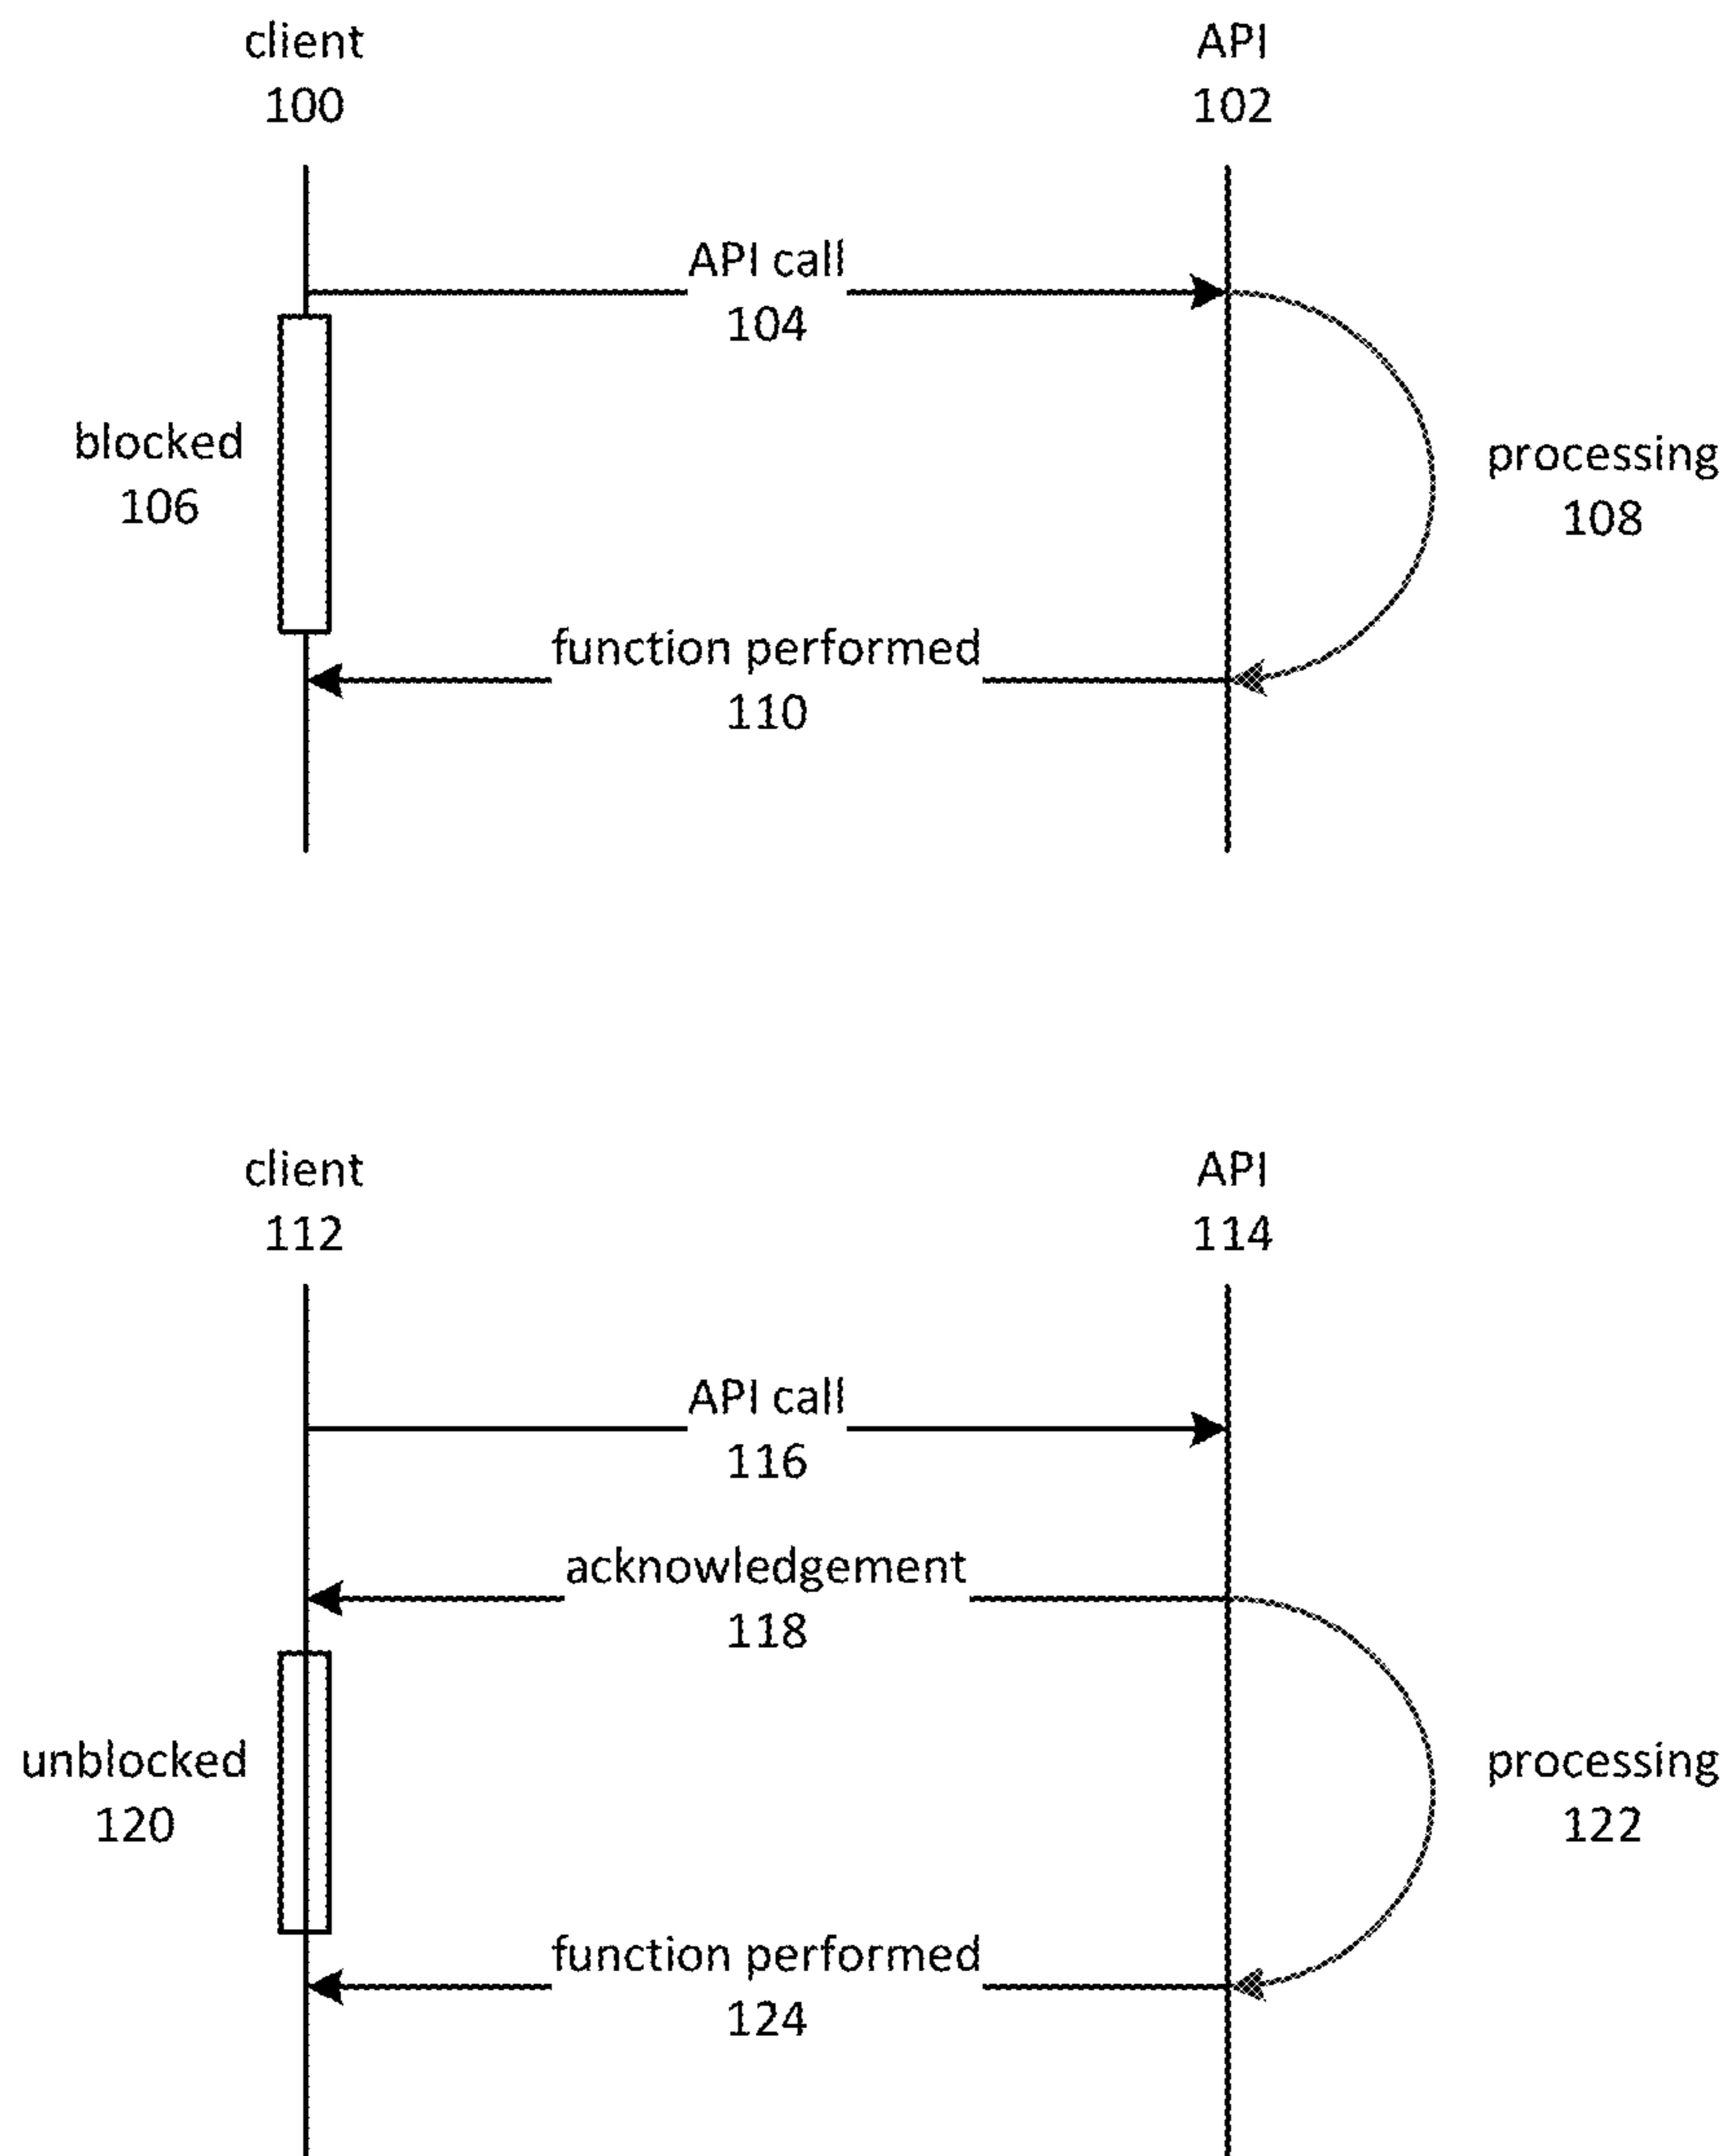 client
100
API
102
API call
104
blocked
106
processing
108
function performed
110
client
112
API
114
API call
116
acknowledgement
118
unblocked
120
processing
122
function performed
124